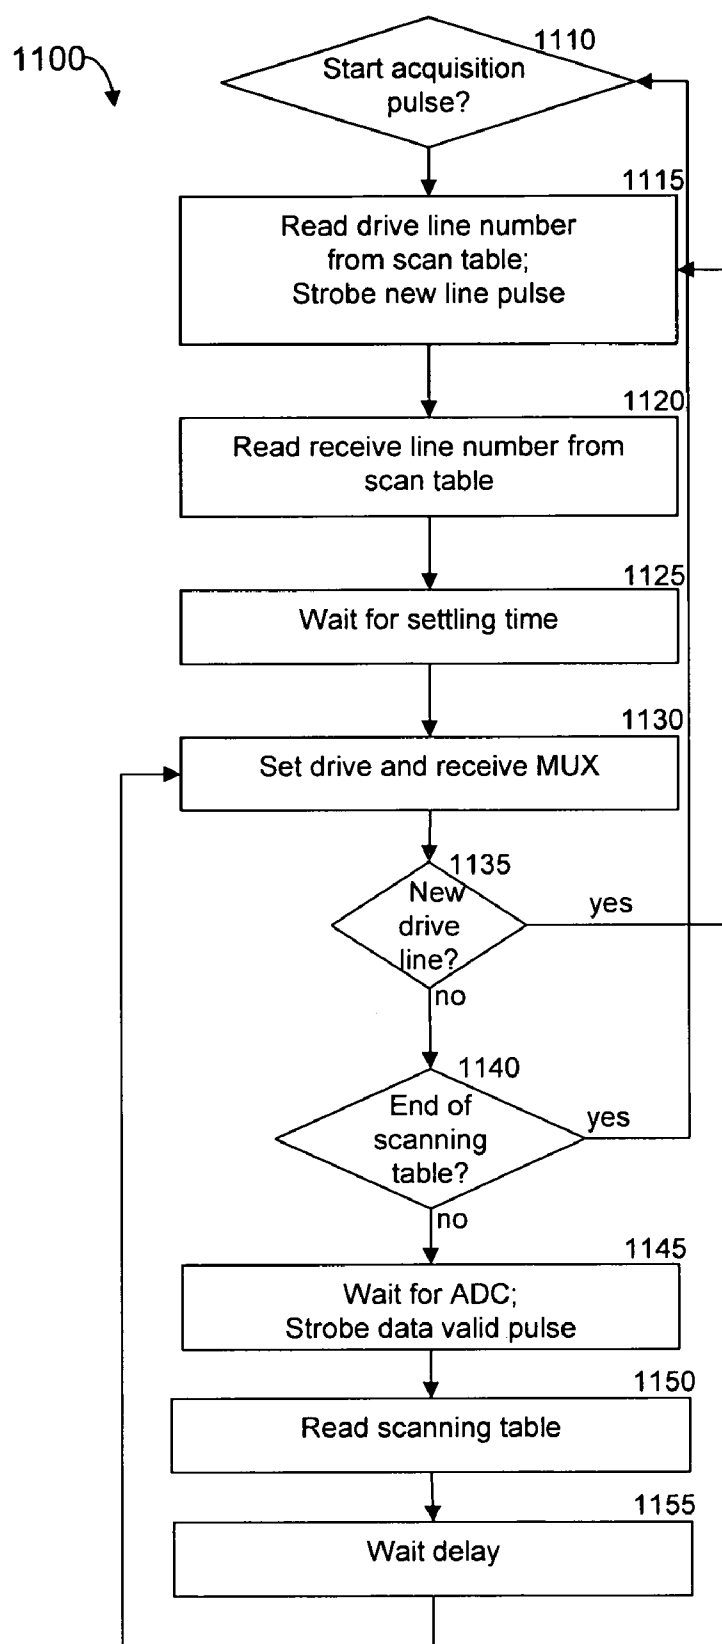 1100
1110
Start acquisition
pulse?
1115
Read drive line number
from scan table;
Strobe new line pulse
1120
Read receive line number from
scan table
1125
Wait for settling time
1130
Set drive and receive MUX
1135
New
drive
line?
yes
no
1140
End of
scanning
table?
yes
no
1145
Wait for ADC;
Strobe data valid pulse
1150
Read scanning table
1155
Wait delay